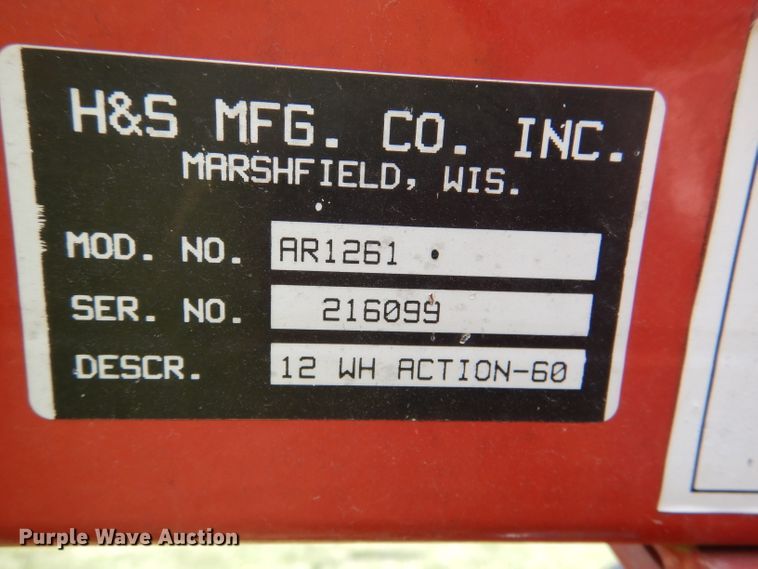 H&S MFG. CO. INC.
MARSHFIELD, WIS.
MOD. NO. AR1261
SER. NO. 216099
DESCR. 12 WH ACTION-60
Purple Wave Auction